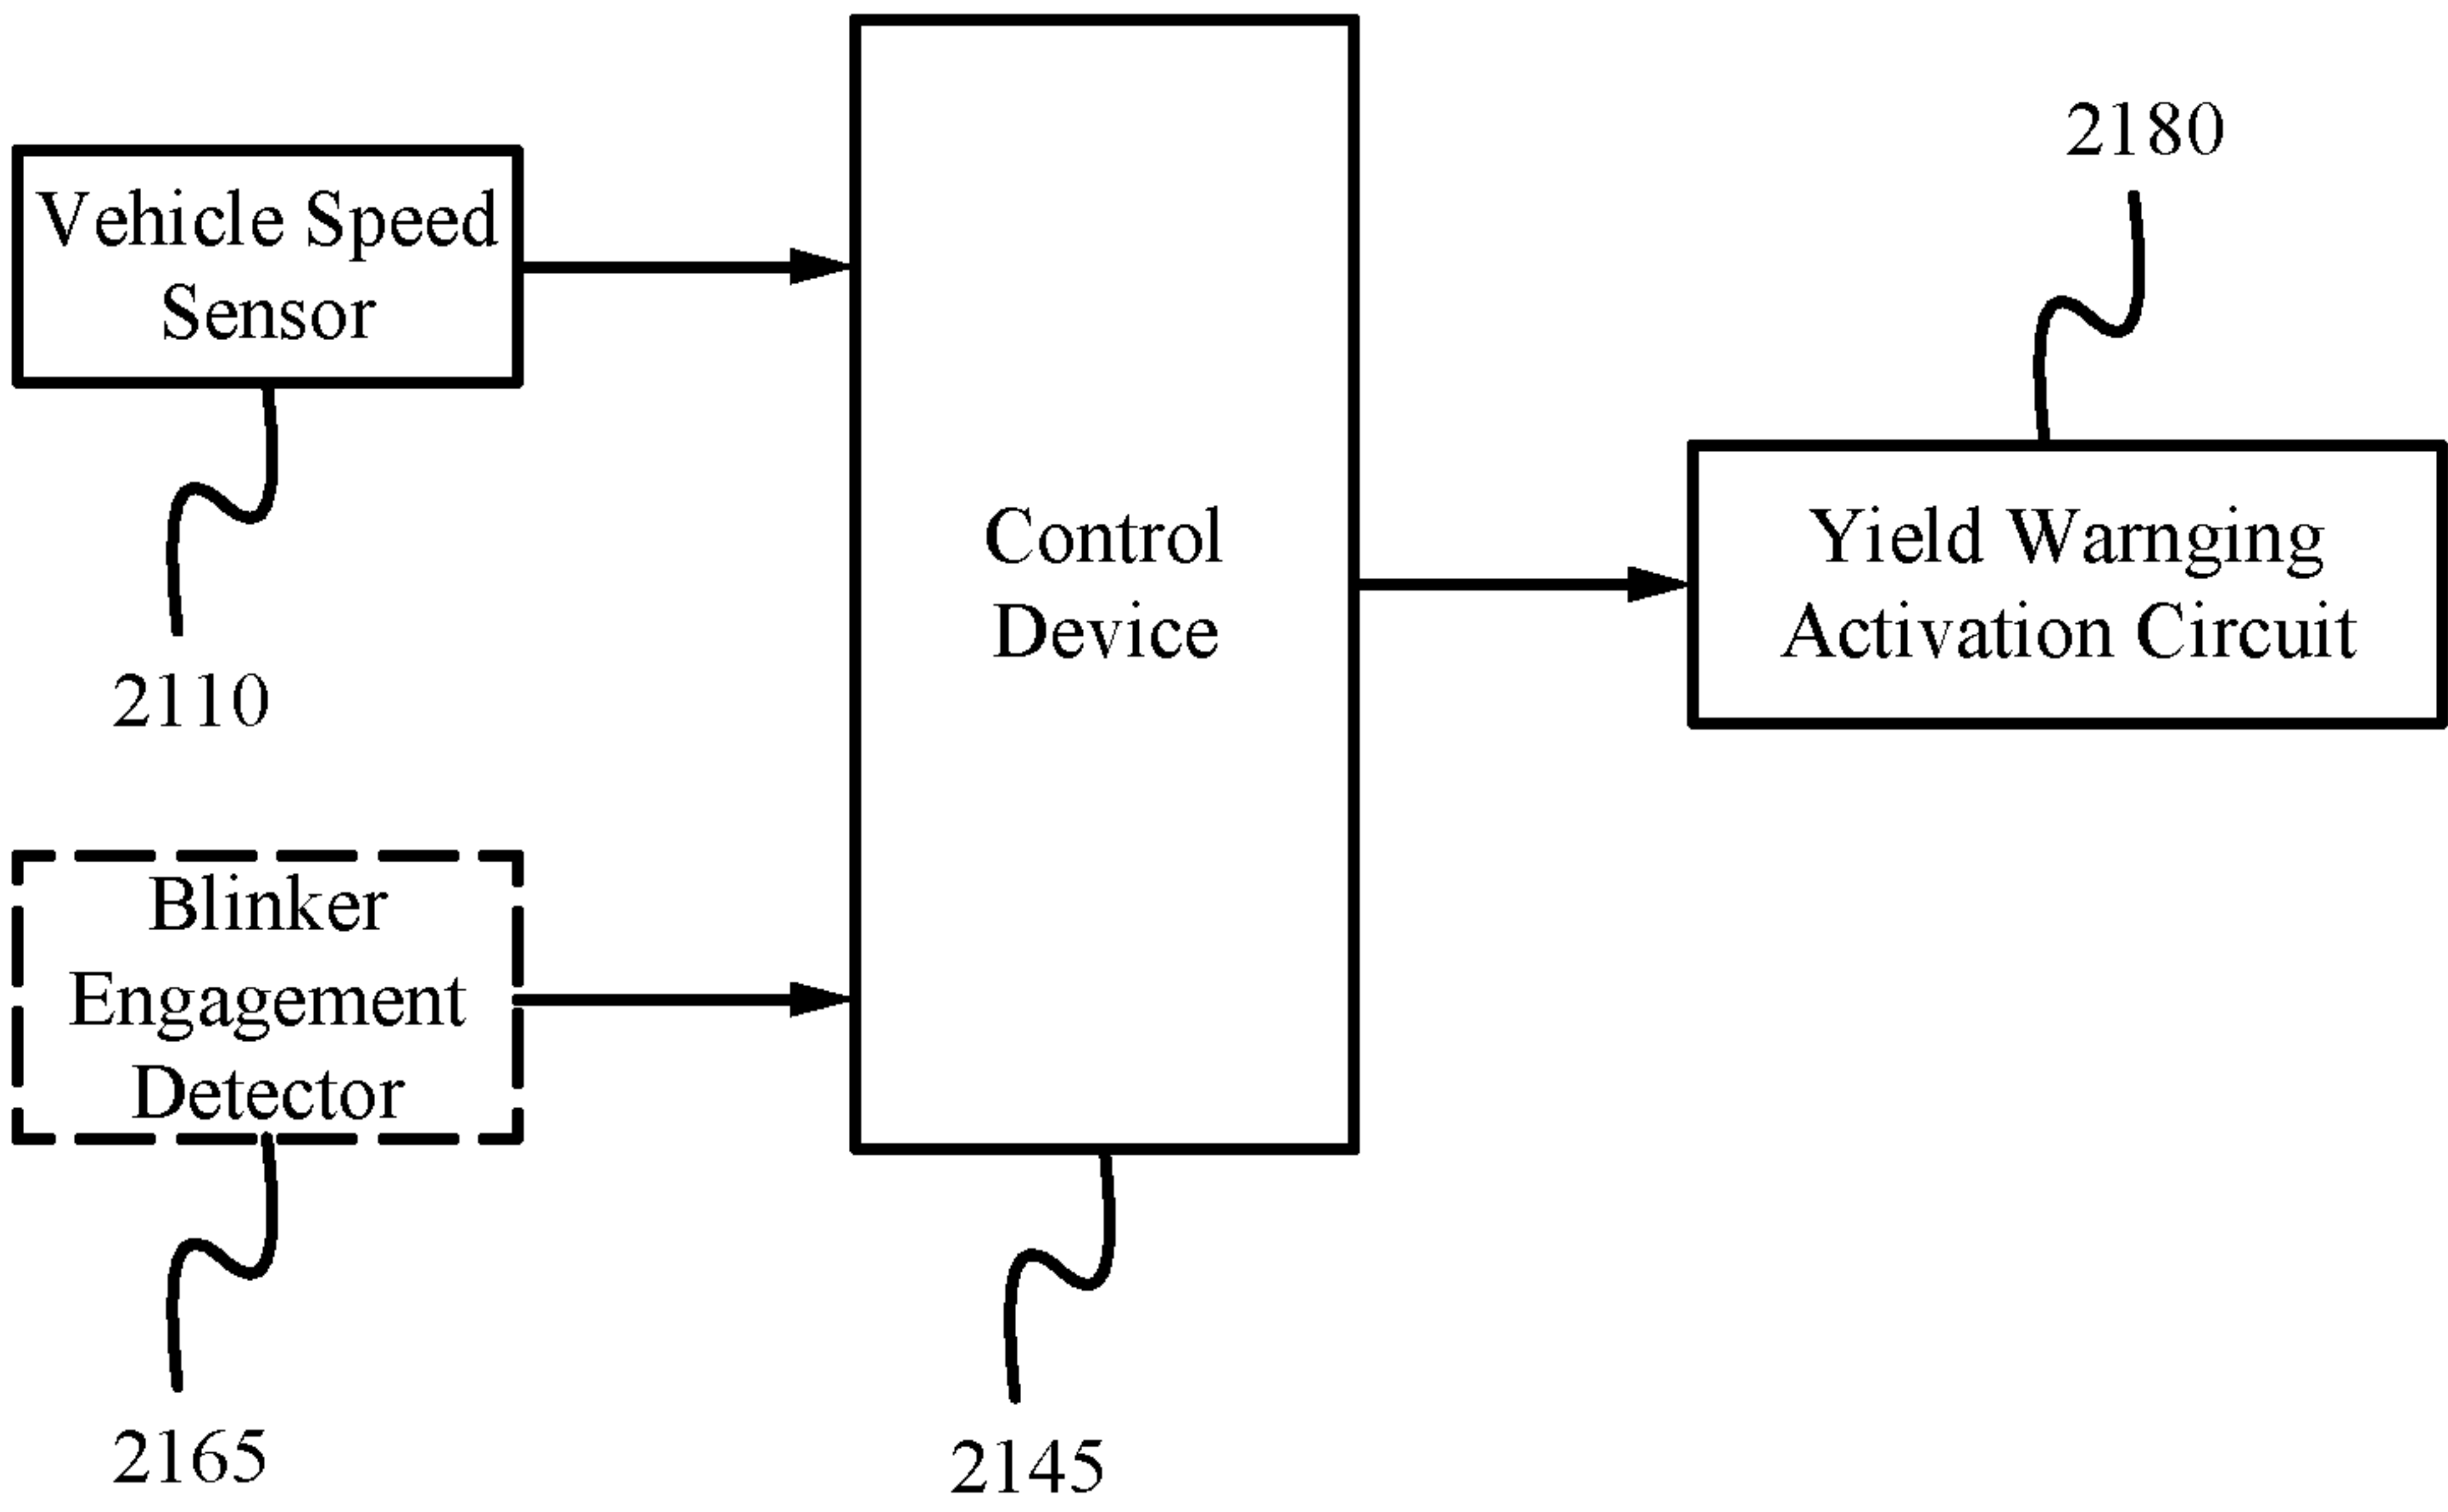 Vehicle Speed
Sensor
2110
Blinker
Engagement
Detector
2165
Control
Device
2145
2180
Yield Warnging
Activation Circuit